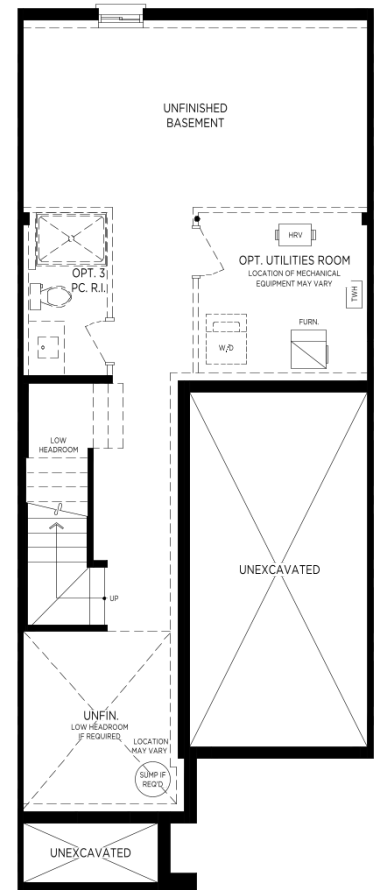 UNFINISHED
BASEMENT
HRV
OPT. 3
PC. R.I.
OPT. UTILITIES ROOM
LOCATION OF MECHANICAL
EQUIPMENT MAY VARY
TWH
FURN.
W/D
LOW
HEADROOM
UNEXCAVATED
UP
UNFIN.
LOW HEADROOM
IF REQUIRED
LOCATION
MAY VARY
SUMP IF
REQ'D
UNEXCAVATED